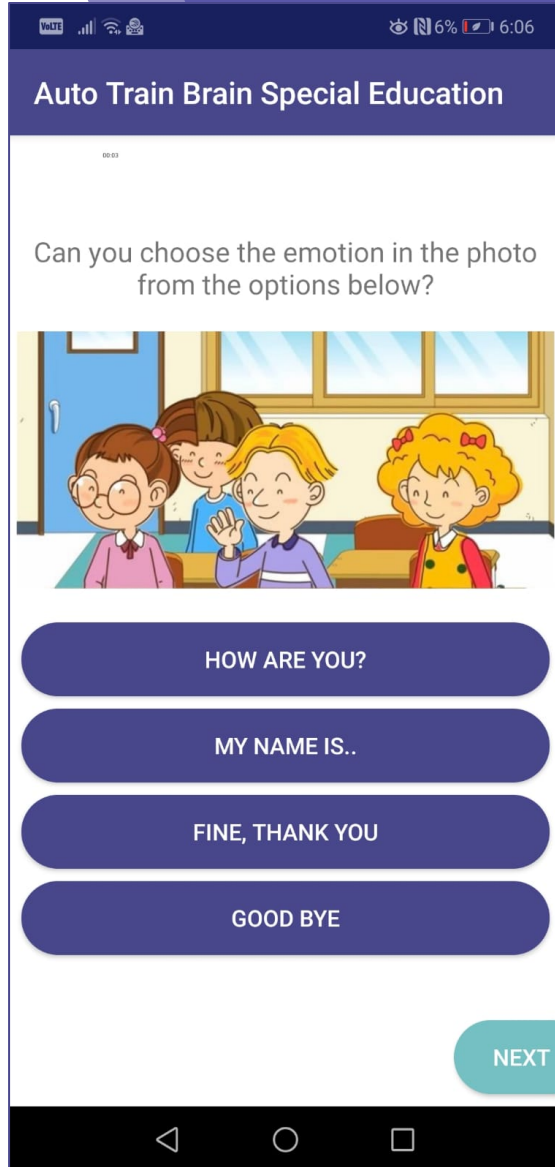 VoLTE 6% 6:06
Auto Train Brain Special Education
00:03
Can you choose the emotion in the photo
from the options below?
HOW ARE YOU?
MY NAME IS..
FINE, THANK YOU
GOOD BYE
NEXT